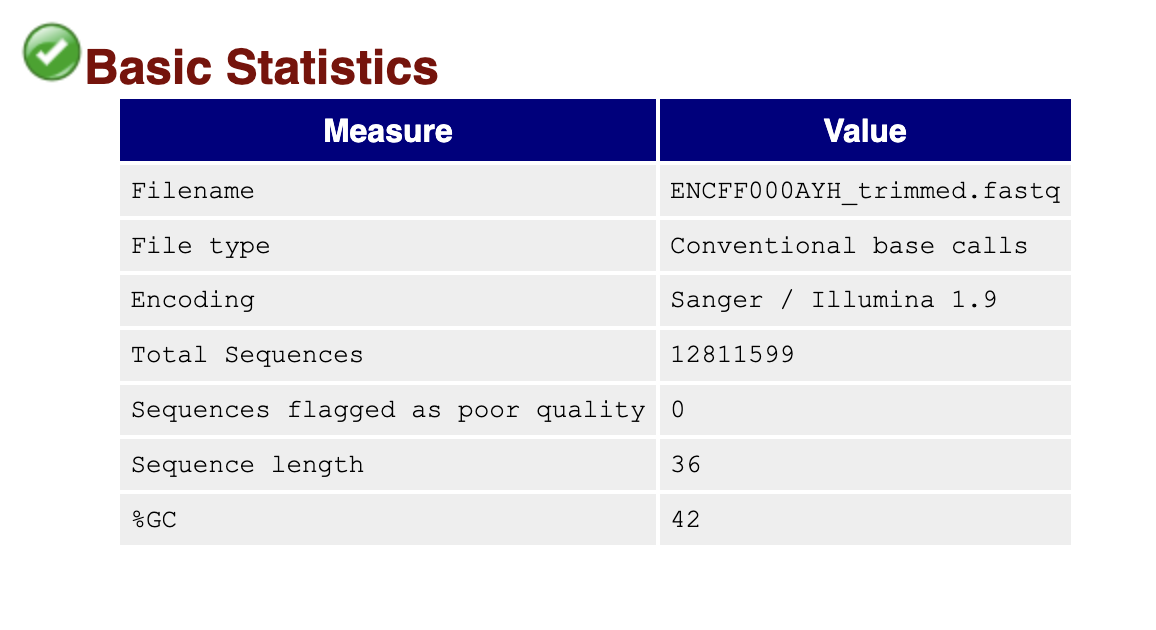 Basic Statistics
Measure Value
Filename ENCFF000AYH_trimmed.fastq
File type Conventional base calls
Encoding Sanger / Illumina 1.9
Total Sequences 12811599
Sequences flagged as poor quality 0
Sequence length 36
%GC 42